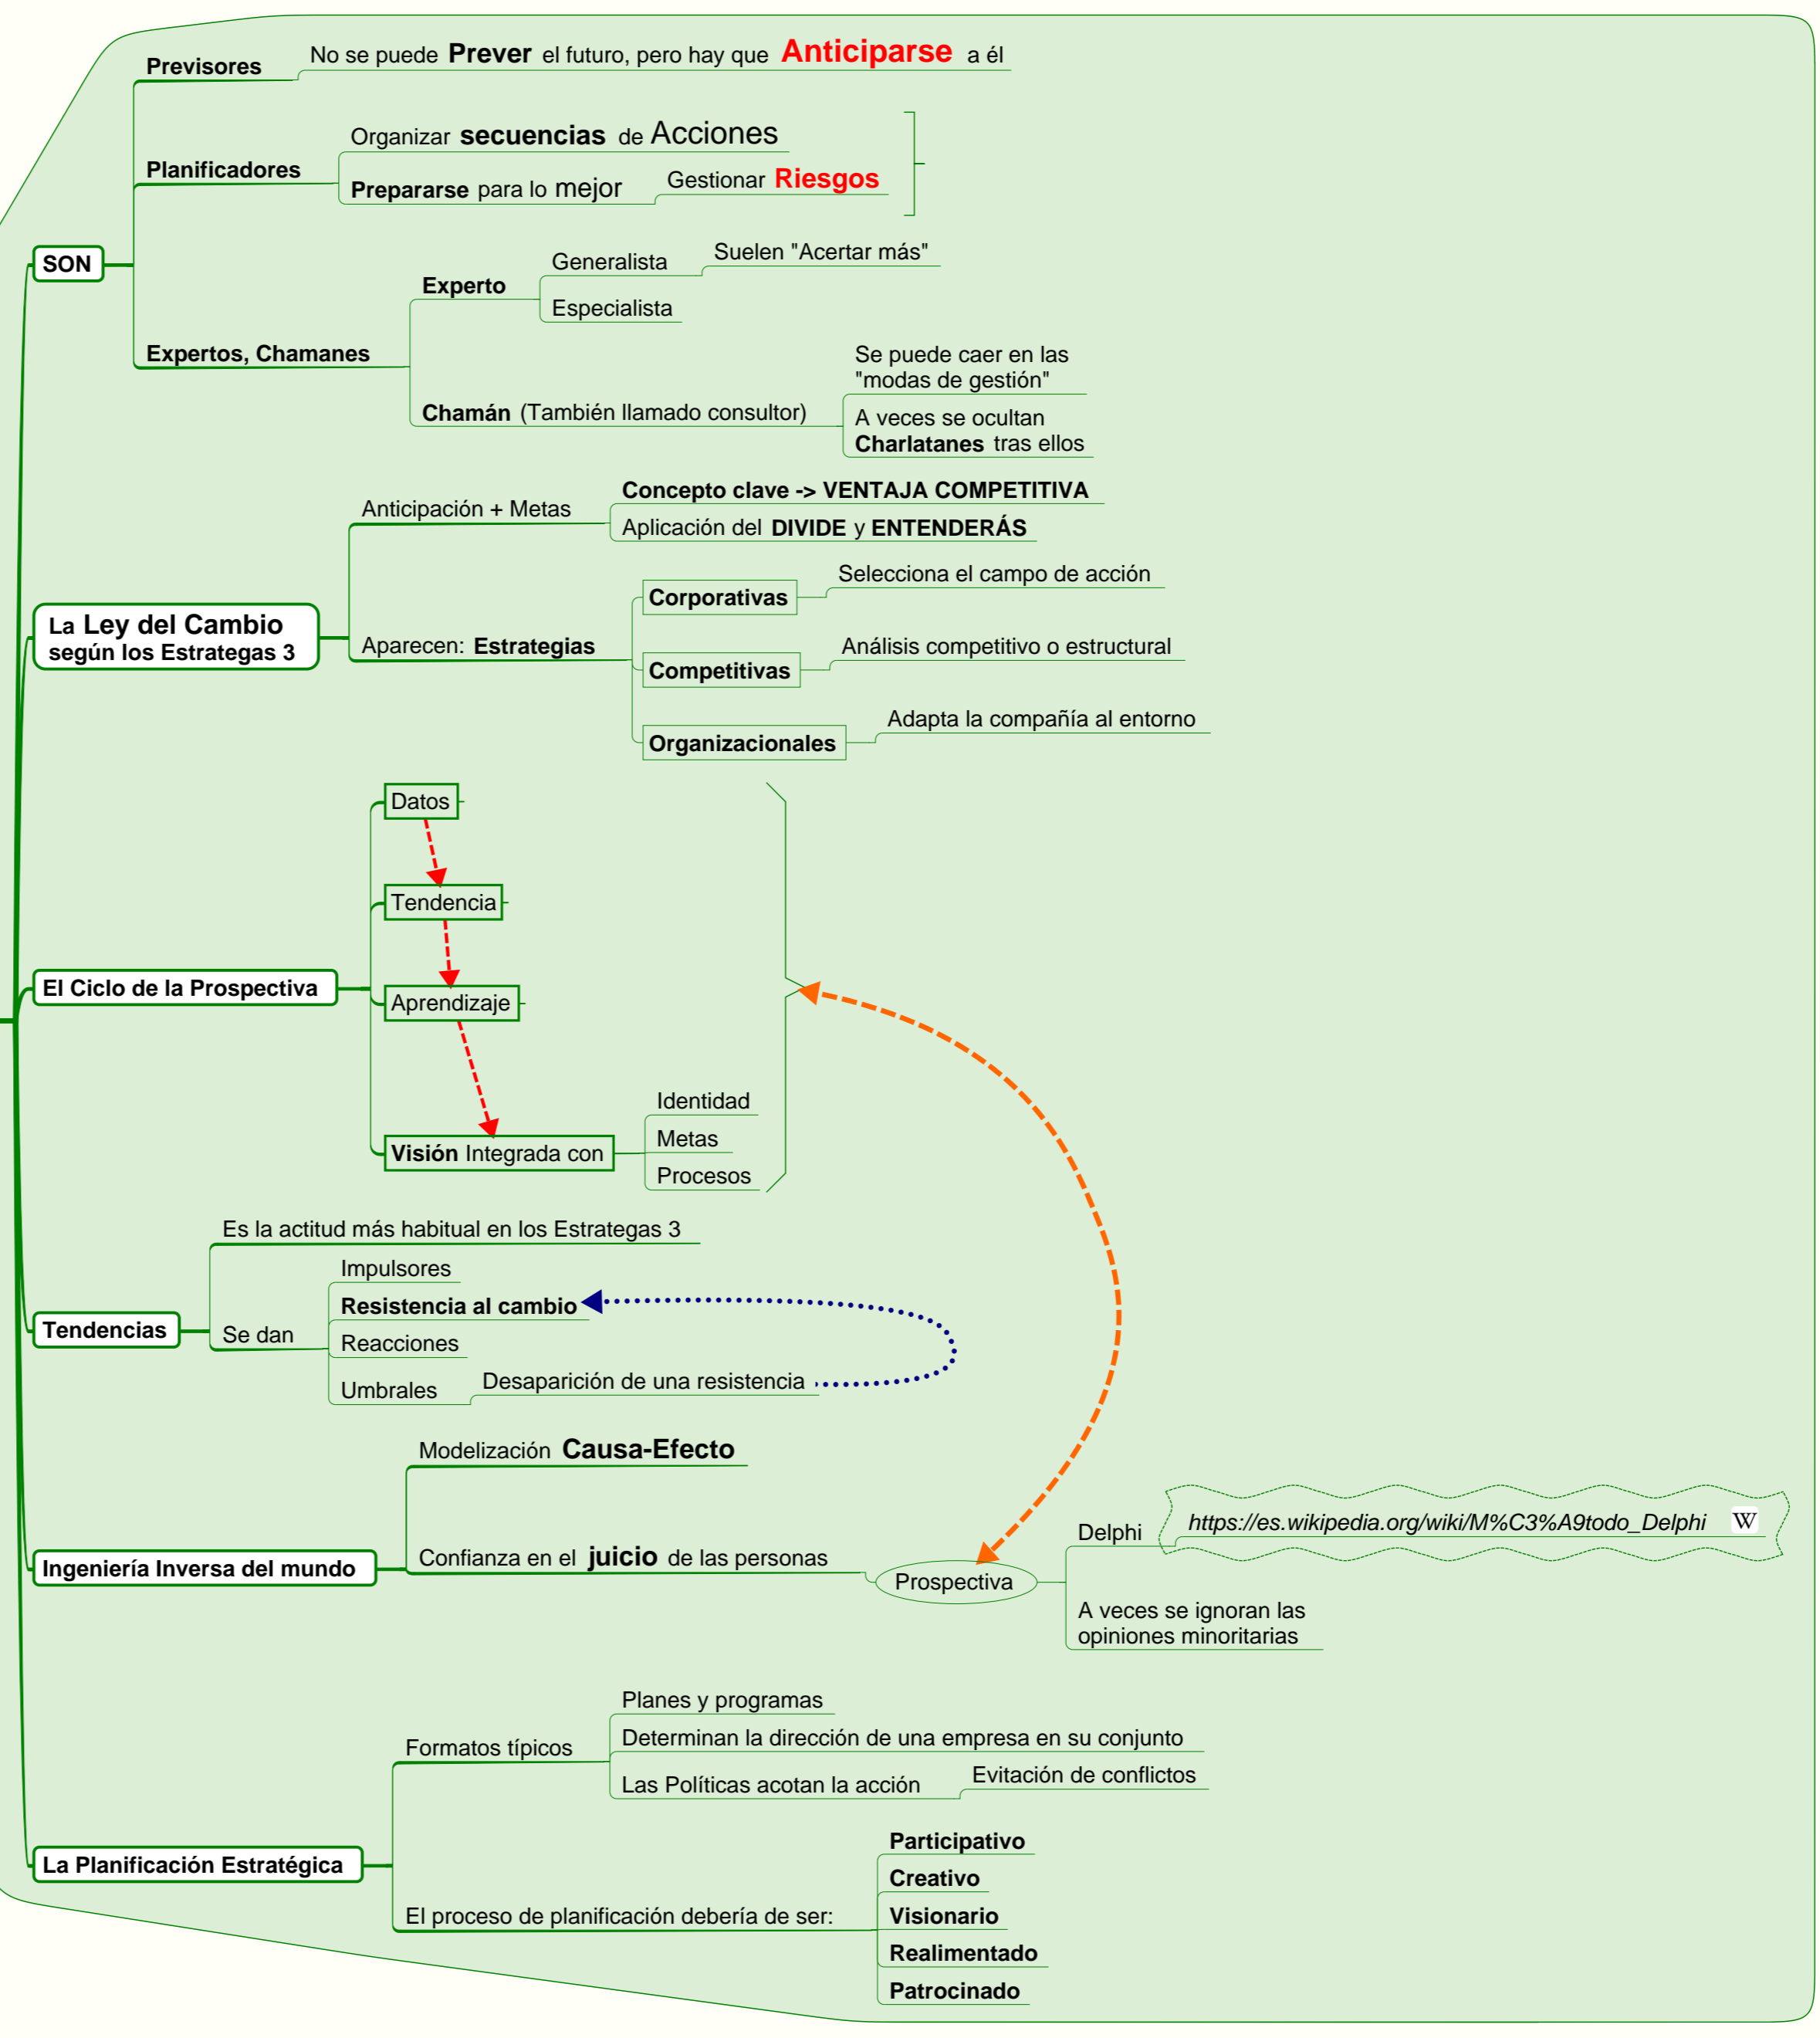 Previsores
No se puede Prever el futuro, pero hay que Anticiparse a él
Planificadores
Organizar secuencias de Acciones
Prepararse para lo mejor
Gestionar Riesgos
SON
Expertos, Chamanes
Experto
Generalista
Suelen "Acertar más"
Especialista
Chamán (También llamado consultor)
Se puede caer en las
"modas de gestión"
A veces se ocultan
Charlatanes tras ellos
La Ley del Cambio
según los Estrategas 3
Anticipación + Metas
Concepto clave -> VENTAJA COMPETITIVA
Aplicación del DIVIDE y ENTENDERÁS
Aparecen: Estrategias
Corporativas
Selecciona el campo de acción
Competitivas
Análisis competitivo o estructural
Organizacionales
Adapta la compañía al entorno
El Ciclo de la Prospectiva
Datos
Tendencia
Aprendizaje
Visión Integrada con
Identidad
Metas
Procesos
Tendencias
Es la actitud más habitual en los Estrategas 3
Se dan
Impulsores
Resistencia al cambio
Reacciones
Umbrales
Desaparición de una resistencia
Ingeniería Inversa del mundo
Modelización Causa-Efecto
Confianza en el juicio de las personas
Prospectiva
Delphi
https://es.wikipedia.org/wiki/M%C3%A9todo_Delphi W
A veces se ignoran las
opiniones minoritarias
La Planificación Estratégica
Formatos típicos
Planes y programas
Determinan la dirección de una empresa en su conjunto
Las Políticas acotan la acción
Evitación de conflictos
El proceso de planificación debería de ser:
Participativo
Creativo
Visionario
Realimentado
Patrocinado